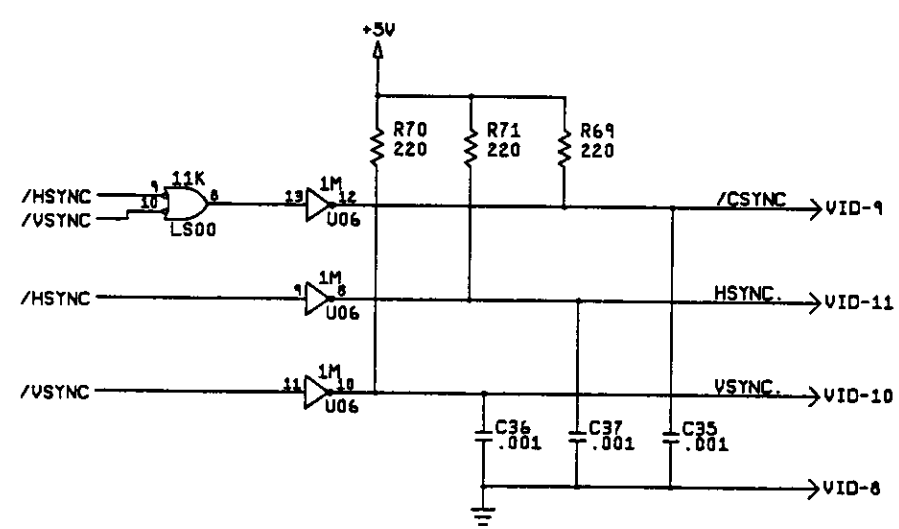 +5V
R70
220
R71
220
R69
220
/HSYNC
/VSYNC
9
10
11K
8
LS00
13
1M
12
U06
/CSYNC
VID-9
/HSYNC
9
1M
8
U06
HSYNC.
VID-11
/VSYNC
11
1M
10
U06
VSYNC.
VID-10
C36
.001
C37
.001
C35
.001
VID-8